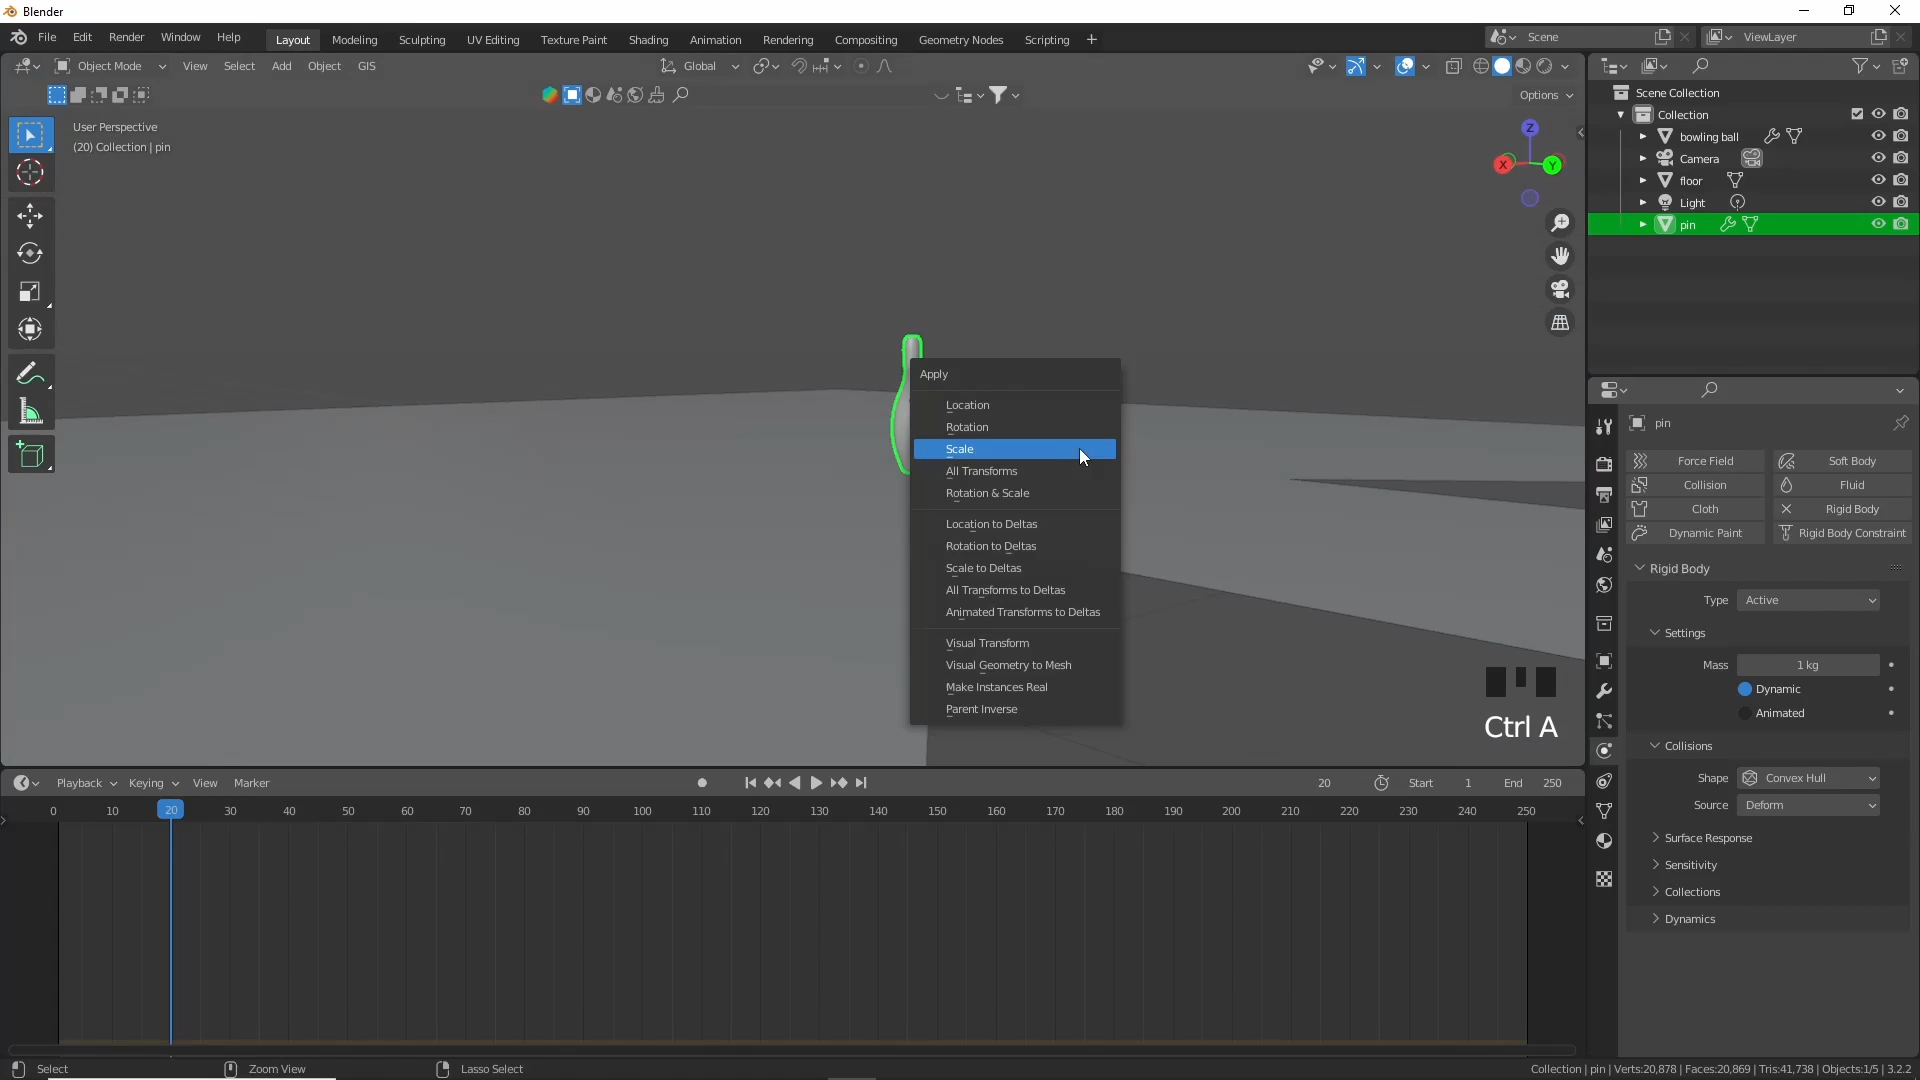 Blender
File Edit Render Window Help Layout Modeling Sculpting UV Editing Texture Paint Shading Animation Rendering Compositing Geometry Nodes Scripting + Scene ViewLayer
Object Mode View Select Add Object GIS Global
Options
User Perspective
(20) Collection | pin
Z
X
Y
Scene Collection
Collection
bowling ball
Camera
floor
Light
pin
Apply
Location
Rotation
Scale
All Transforms
Rotation & Scale
Location to Deltas
Rotation to Deltas
Scale to Deltas
All Transforms to Deltas
Animated Transforms to Deltas
Visual Transform
Visual Geometry to Mesh
Make Instances Real
Parent Inverse
Ctrl A
pin
Force Field Soft Body
Collision Fluid
Cloth Rigid Body
Dynamic Paint Rigid Body Constraint
Rigid Body
Type Active
Settings
Mass 1 kg
Dynamic
Animated
Collisions
Shape Convex Hull
Source Deform
Surface Response
Sensitivity
Collections
Dynamics
Playback Keying View Marker 20 Start 1 End 250
0 10 20 30 40 50 60 70 80 90 100 110 120 130 140 150 160 170 180 190 200 210 220 230 240 250
Select Zoom View Lasso Select Collection | pin | Verts:20,878 | Faces:20,869 | Tris:41,738 | Objects:1/5 | 3.2.2